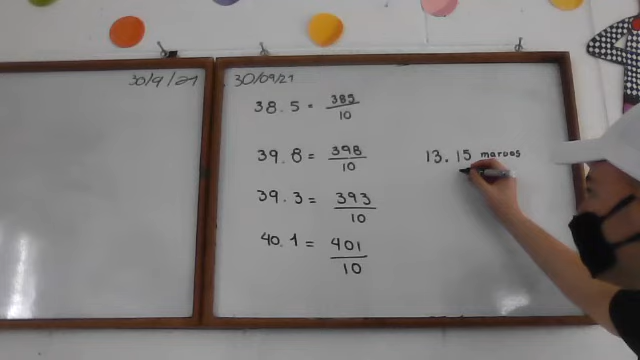 30/9/21
30/09/21
38.5 = 385/10
39.8 = 398/10
39.3 = 393/10
40.1 = 401/10
13.15